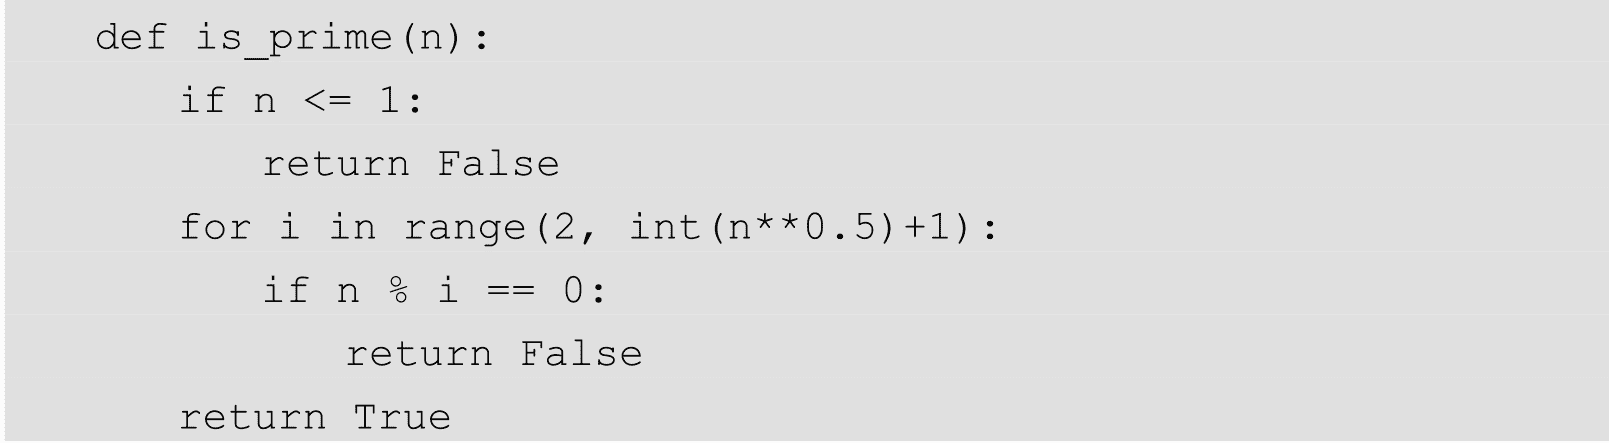 def is_prime(n):
    if n <= 1:
        return False
    for i in range(2, int(n**0.5)+1):
        if n % i == 0:
            return False
    return True